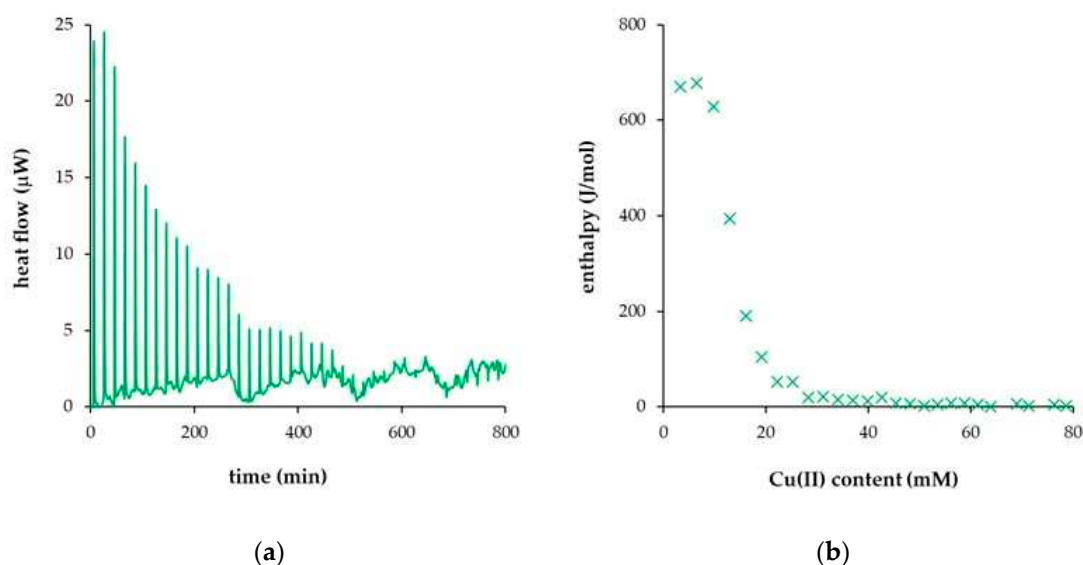 25
20
15
10
5
0
heat flow (µW)
0 200 400 600 800
time (min)
(a)
800
600
400
200
0
enthalpy (J/mol)
0 20 40 60 80
Cu(II) content (mM)
(b)